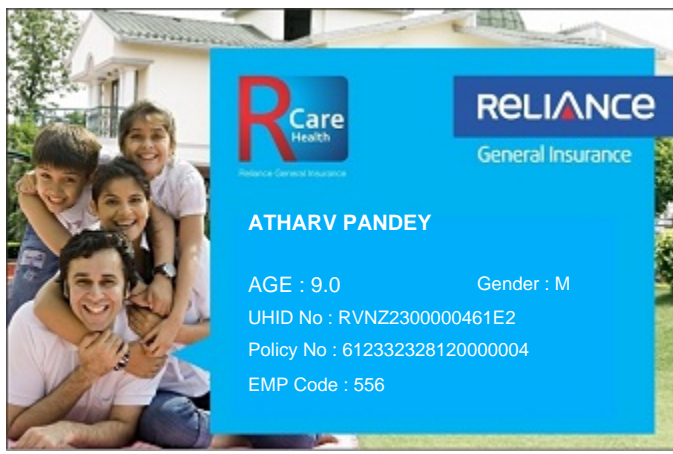 R Care
Health
Reliance General Insurance
RELIANCE
General Insurance
ATHARV PANDEY
AGE : 9.0 Gender : M
UHID No : RVNZ2300000461E2
Policy No : 612332328120000004
EMP Code : 556